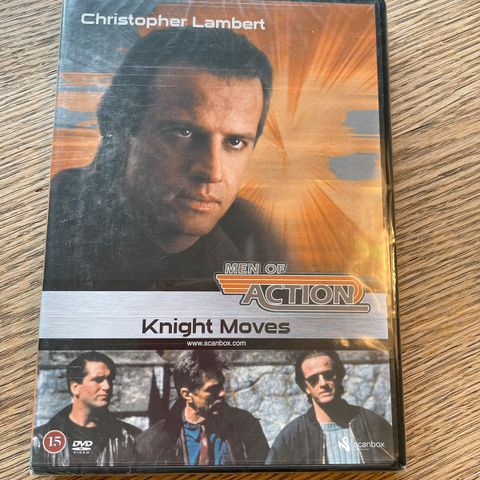 Christopher Lambert
MEN OF
ACTION
Knight Moves
www.scanbox.com
15
DVD
VIDEO
scanbox